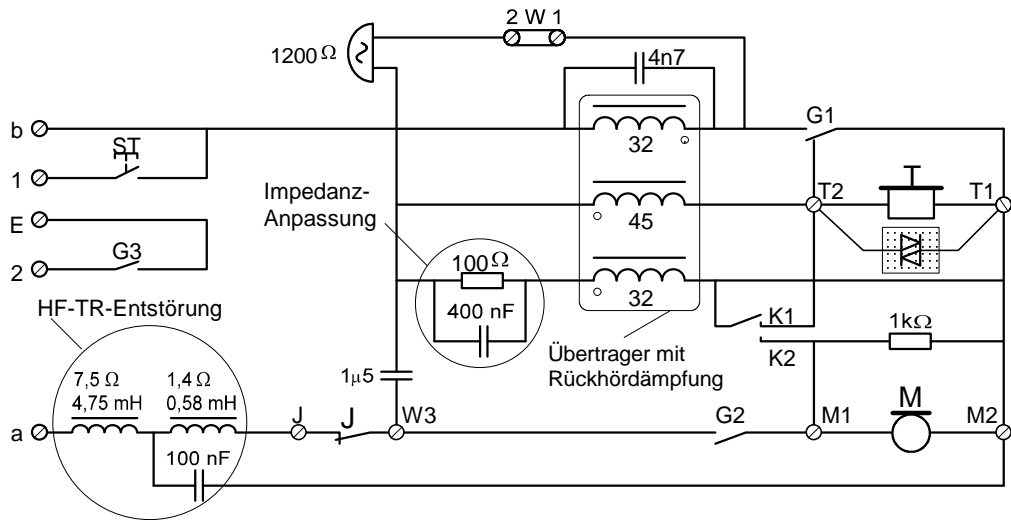 2 W 1
1200 Ω
4n7
b
G1
32
ST
1
Impedanz-
Anpassung
T2
T1
45
E
G3
2
100 Ω
400 nF
32
HF-TR-Entstörung
K1
1kΩ
K2
Übertrager mit
Rückhördämpfung
1µ5
7,5 Ω
4,75 mH
1,4 Ω
0,58 mH
a
J
J
W3
G2
M1
M
M2
100 nF